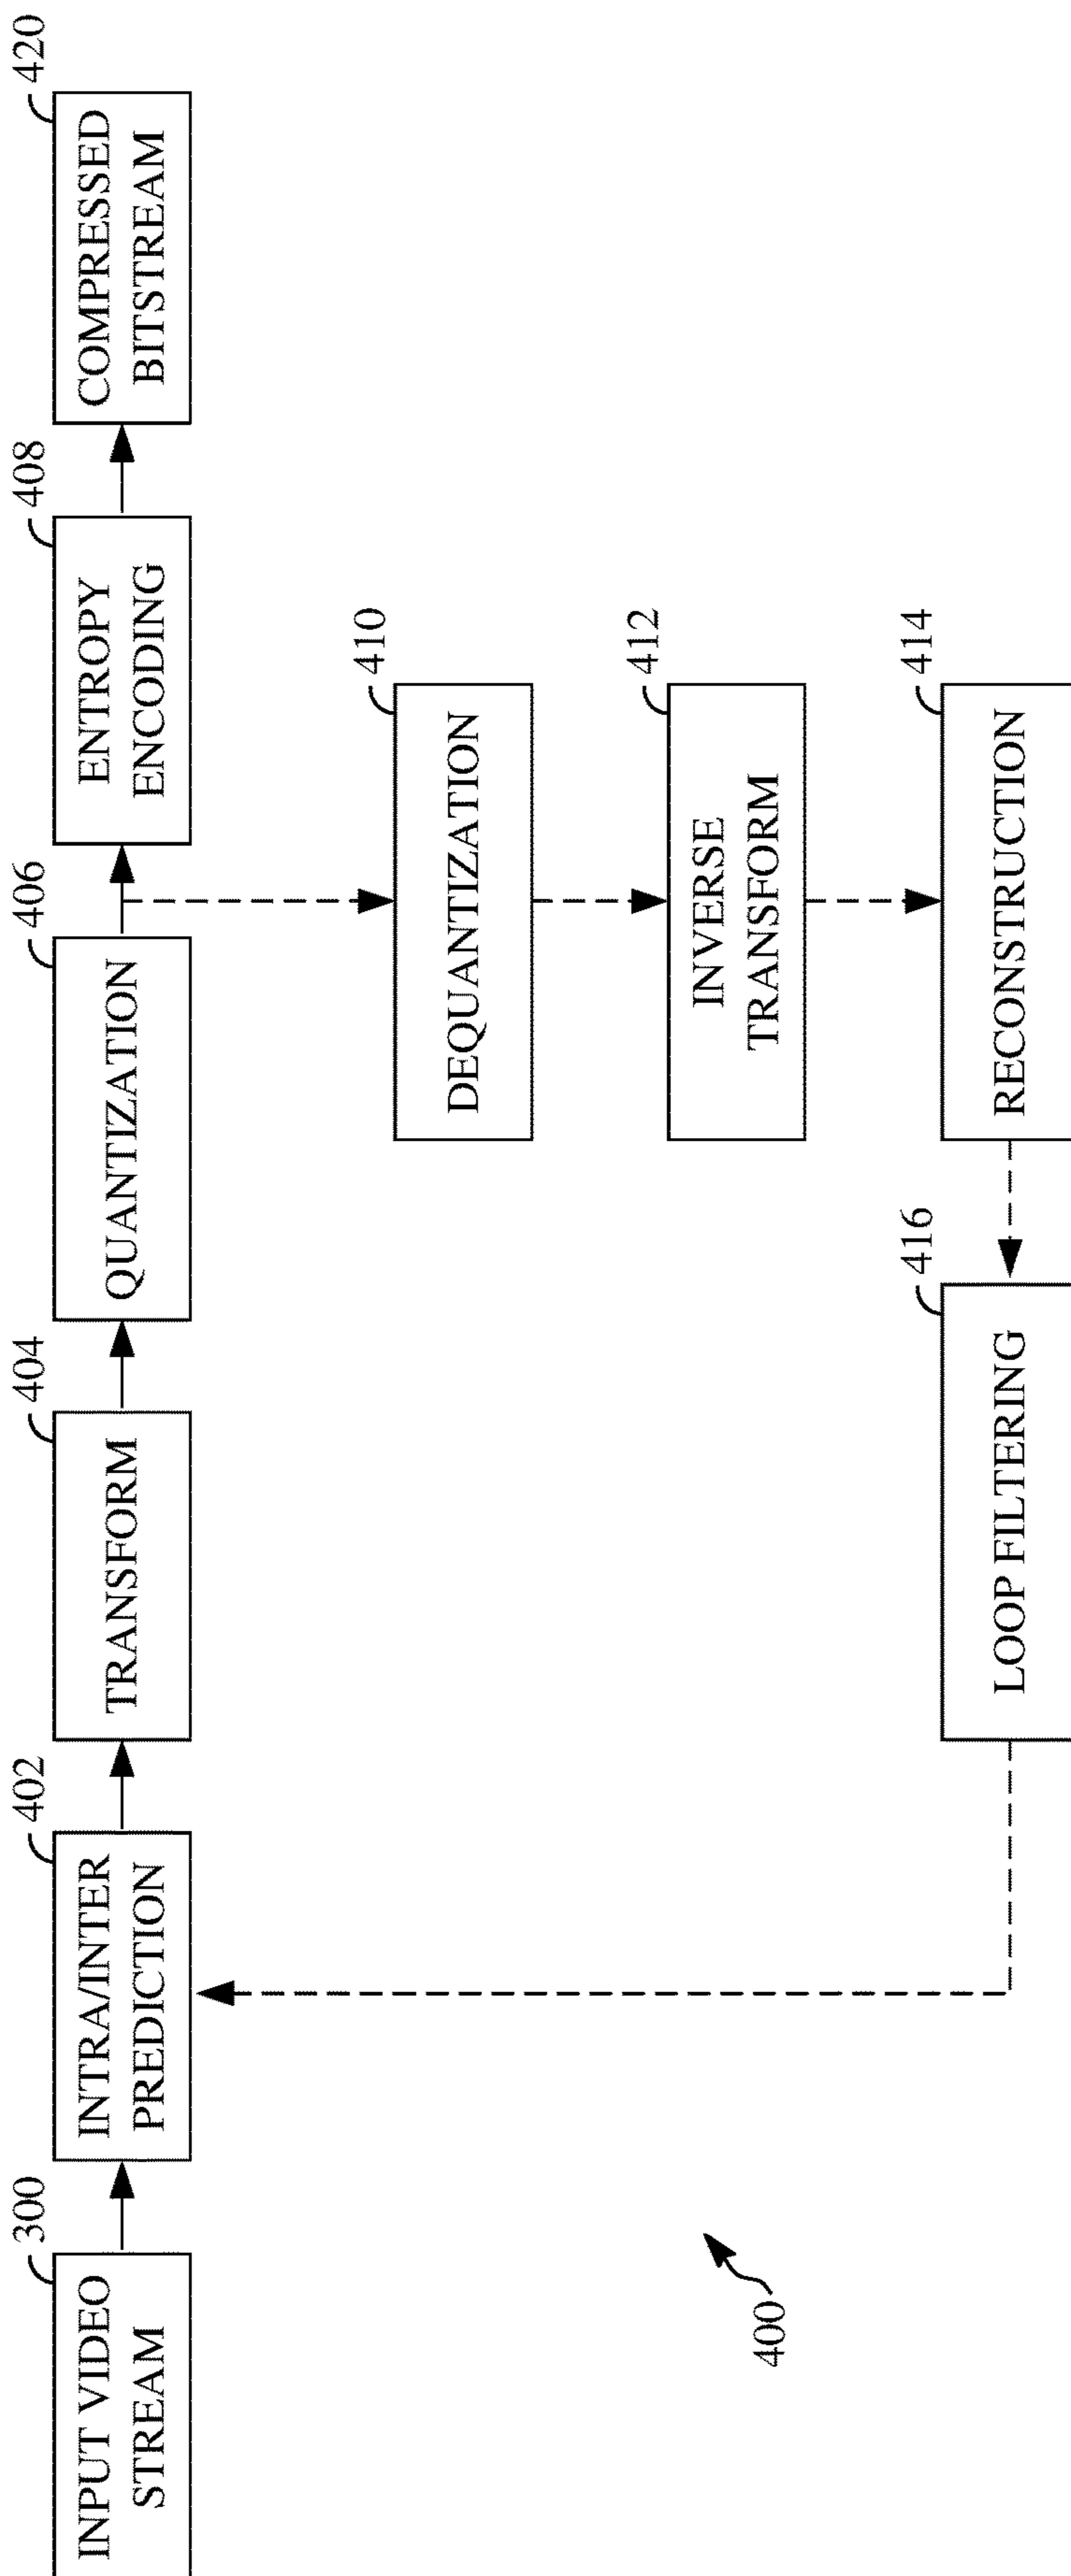 300
INPUT VIDEO
STREAM
402
INTRA/INTER
PREDICTION
404
TRANSFORM
406
QUANTIZATION
408
ENTROPY
ENCODING
420
COMPRESSED
BITSTREAM
410
DEQUANTIZATION
412
INVERSE
TRANSFORM
416
LOOP FILTERING
414
RECONSTRUCTION
400